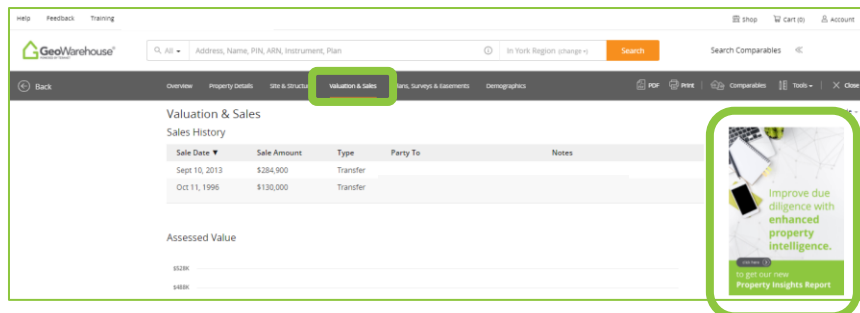 Help Feedback Training
Shop Cart (0) Account
GeoWarehouse®
All Address, Name, PIN, ARN, Instrument, Plan
In York Region (change +)
Search
Search Comparables
Back
Overview Property Details Site & Structure Valuation & Sales Plans, Surveys & Easements Demographics
PDF Print Comparables Tools Close
Valuation & Sales
Sales History
Sale Date ▼ Sale Amount Type Party To Notes
Sept 10, 2013 $284,900 Transfer
Oct 11, 1996 $130,000 Transfer
Assessed Value
$528K
$488K
Improve due
diligence with
enhanced
property
intelligence.
click here
to get our new
Property Insights Report